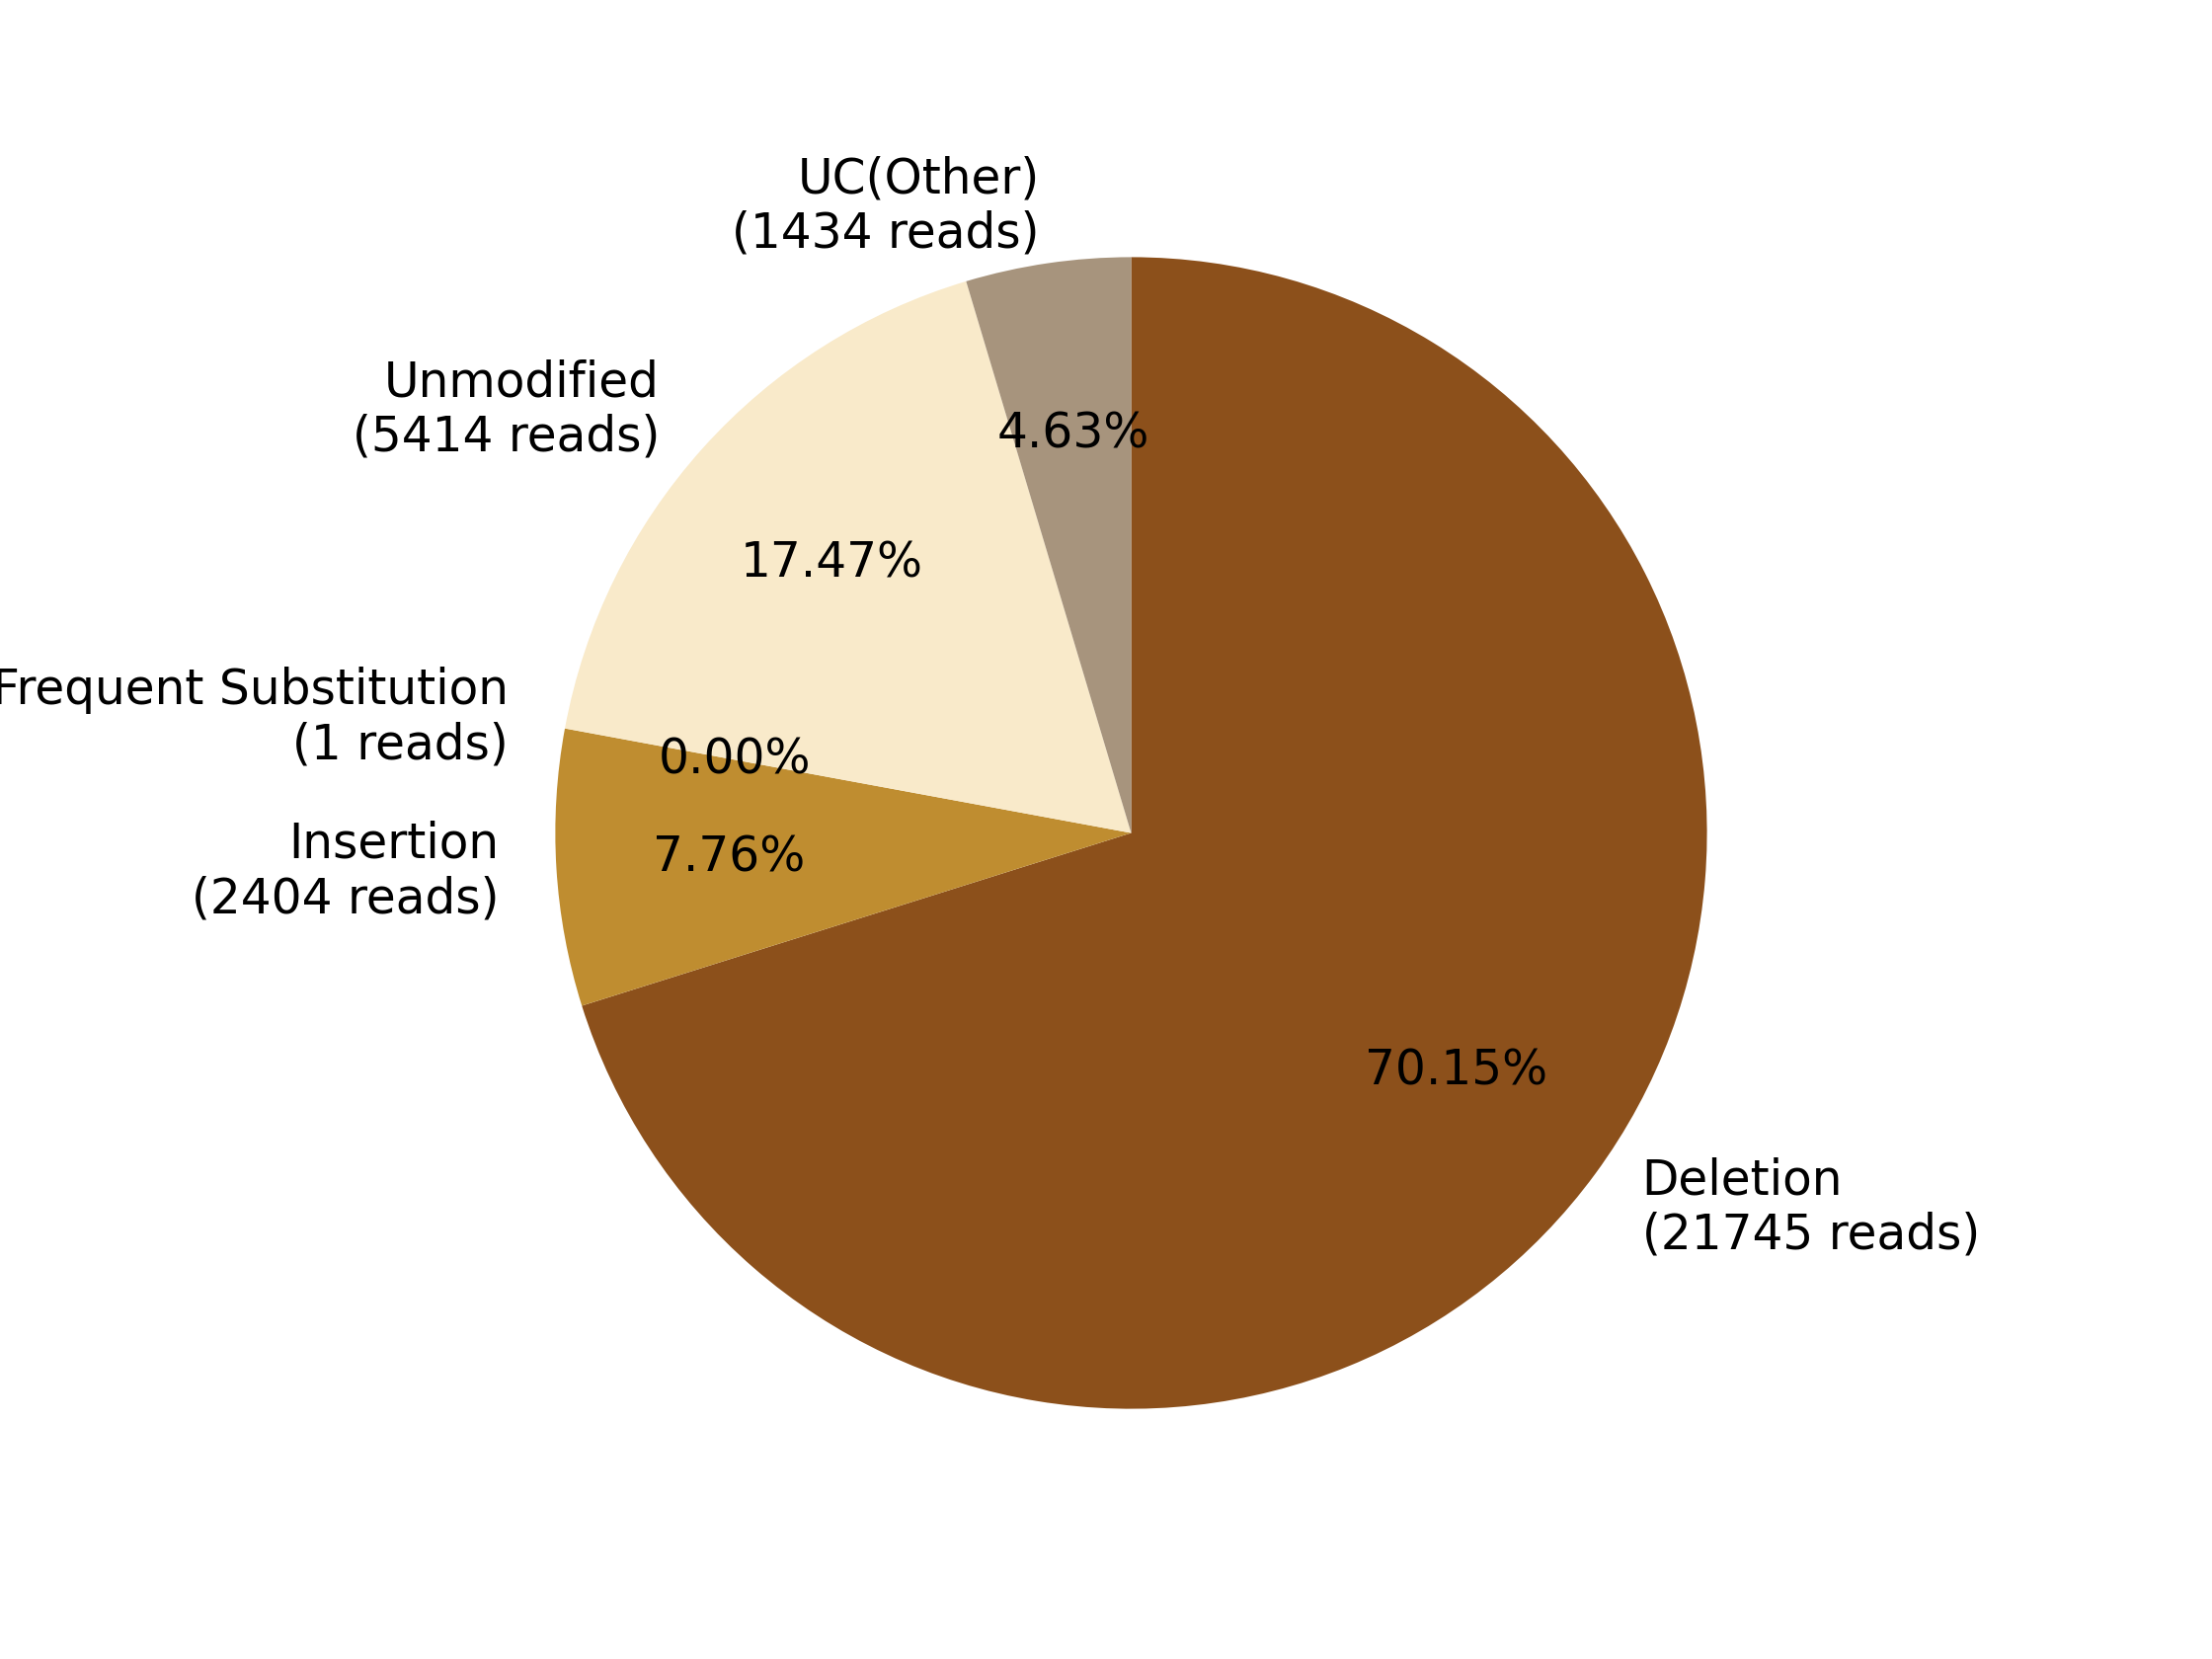 UC(Other)
(1434 reads)
4.63%
Unmodified
(5414 reads)
17.47%
Frequent Substitution
(1 reads)
0.00%
Insertion
(2404 reads)
7.76%
70.15%
Deletion
(21745 reads)